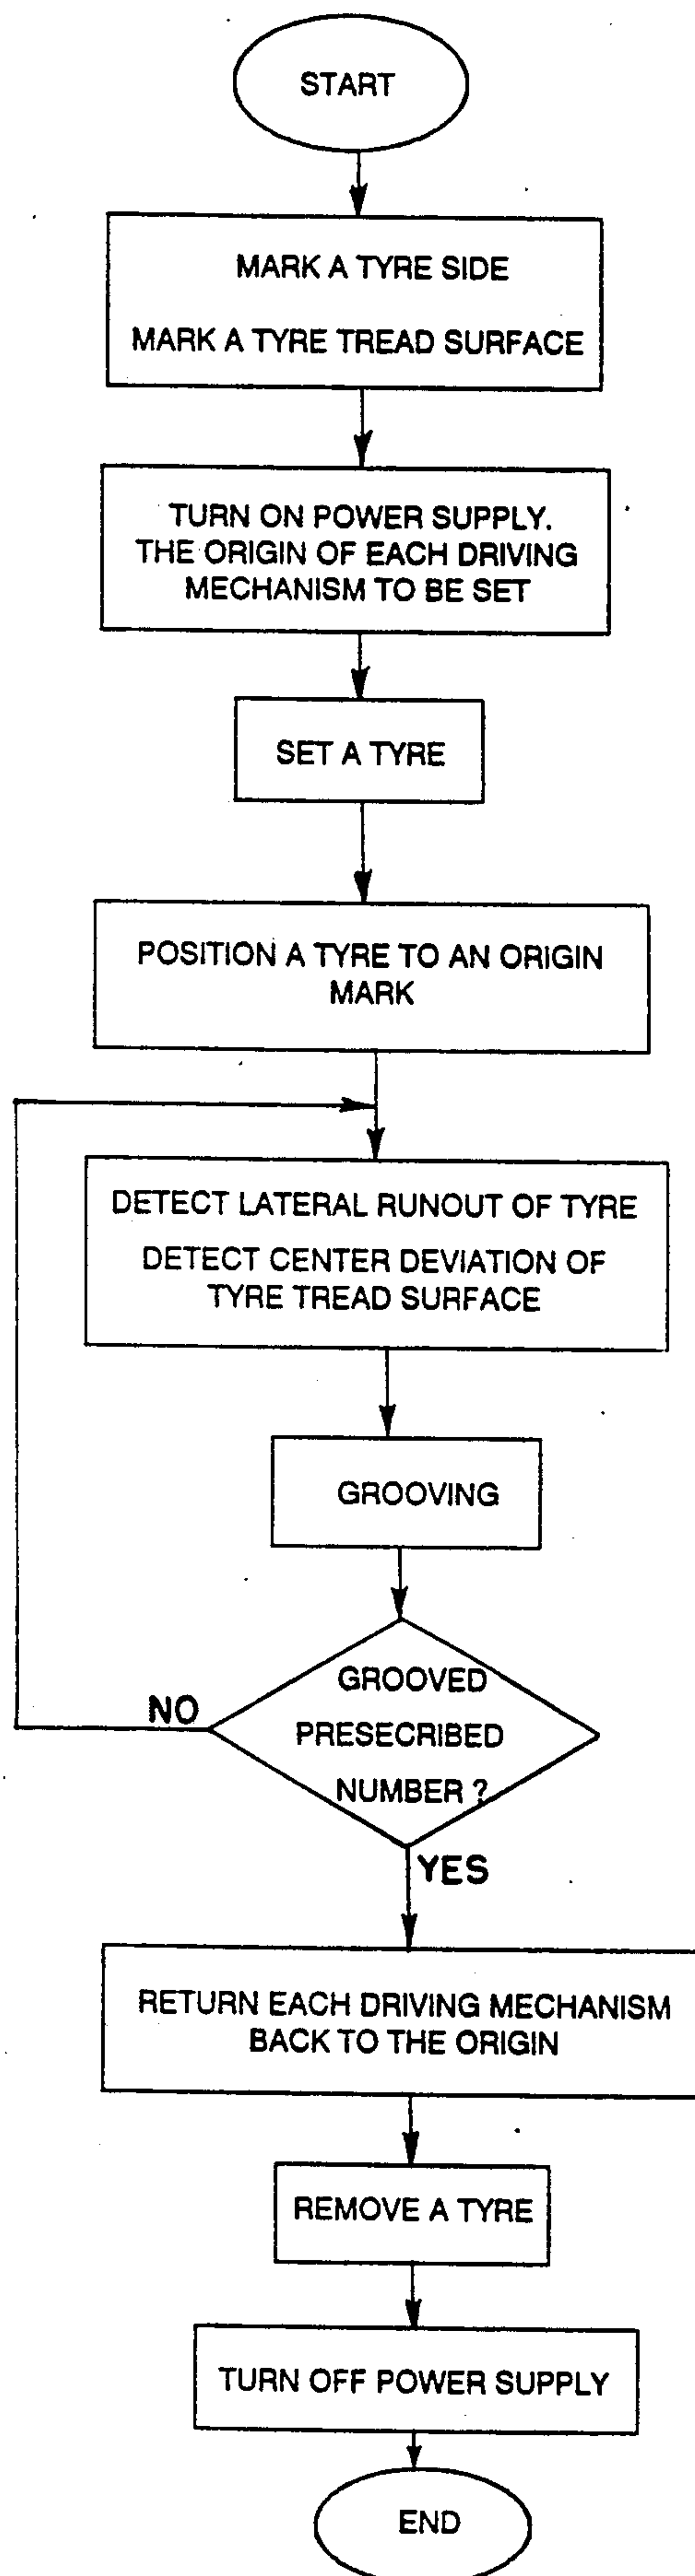 START
MARK A TYRE SIDE
MARK A TYRE TREAD SURFACE
TURN ON POWER SUPPLY.
THE ORIGIN OF EACH DRIVING
MECHANISM TO BE SET
SET A TYRE
POSITION A TYRE TO AN ORIGIN
MARK
DETECT LATERAL RUNOUT OF TYRE
DETECT CENTER DEVIATION OF
TYRE TREAD SURFACE
GROOVING
GROOVED
PRESECRIBED
NUMBER ?
NO
YES
RETURN EACH DRIVING MECHANISM
BACK TO THE ORIGIN
REMOVE A TYRE
TURN OFF POWER SUPPLY
END